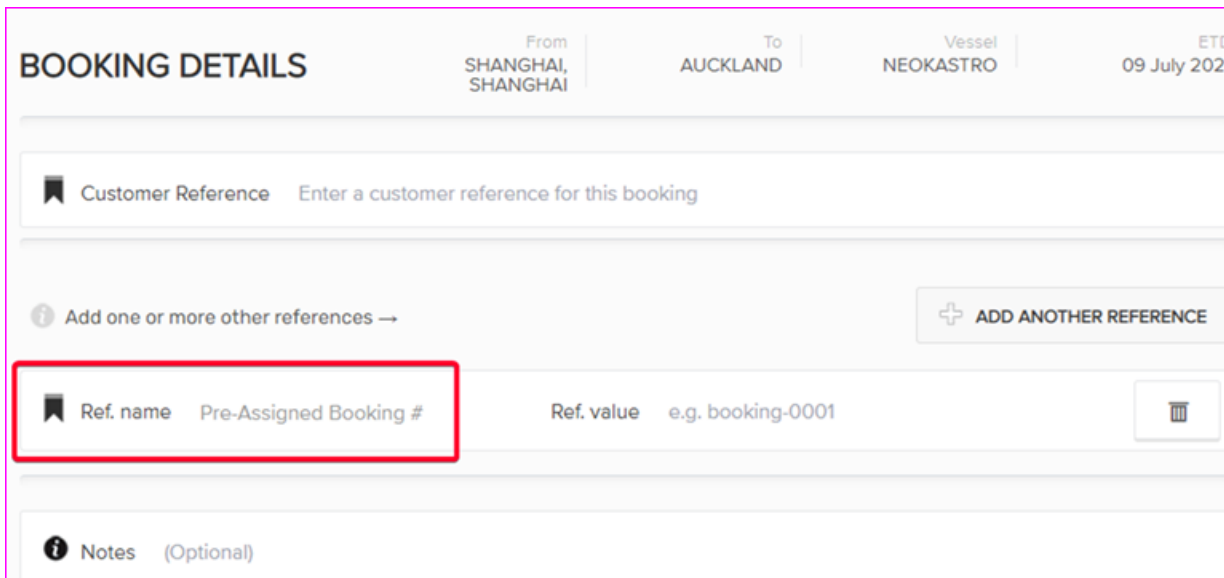 BOOKING DETAILS
From
SHANGHAI,
SHANGHAI
To
AUCKLAND
Vessel
NEOKASTRO
ETD
09 July 202
Customer Reference Enter a customer reference for this booking
Add one or more other references →
ADD ANOTHER REFERENCE
Ref. name Pre-Assigned Booking # Ref. value e.g. booking-0001
Notes (Optional)